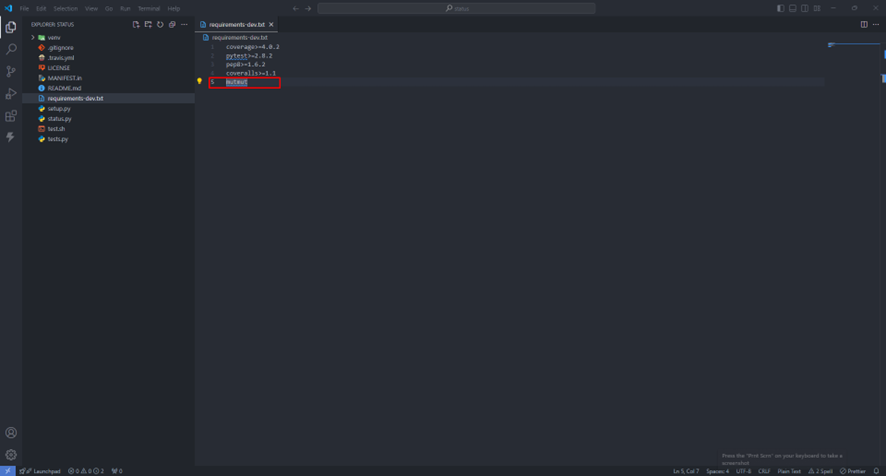 File Edit Selection View Go Run Terminal Help
status
EXPLORER: STATUS
venv
.gitignore
.travis.yml
LICENSE
MANIFEST.in
README.md
requirements-dev.txt
setup.py
status.py
test.sh
tests.py
requirements-dev.txt
requirements-dev.txt
1 coverage>=4.0.2
2 pytest>=2.8.2
3 pep8>=1.6.2
4 coveralls>=1.1
5 mutmut
Press the "Prnt Scrn" on your keyboard to take a
screenshot
Launchpad 0 0 2 0 Ln 5, Col 7 Spaces: 4 UTF-8 CRLF Plain Text 2 Spell Prettier